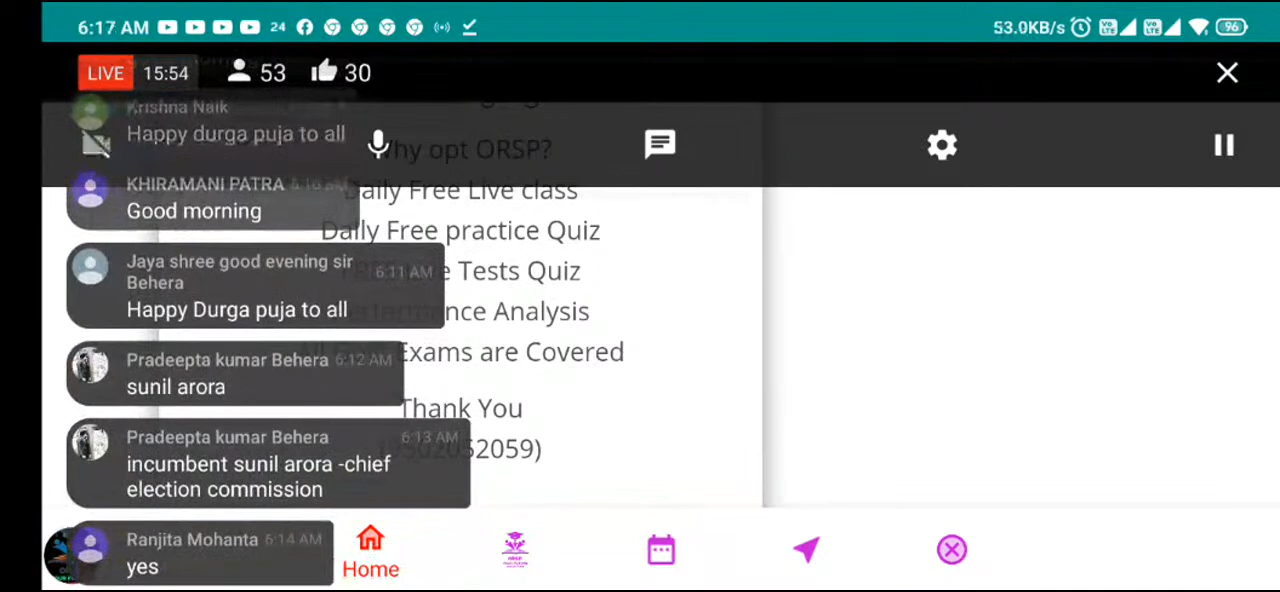 6:17 AM 24 53.0KB/s 96
LIVE 15:54 53 30
Krishna Naik
Happy durga puja to all
Why opt ORSP?
KHIRAMANI PATRA
Good morning
Daily Free Live class
Daily Free practice Quiz
Jaya shree good evening sir
Behera 6:11 AM
Happy Durga puja to all
Tests Quiz
Analysis
Pradeepta kumar Behera 6:12 AM
sunil arora
Exams are Covered
Thank You
Pradeepta kumar Behera 6:13 AM
incumbent sunil arora -chief
election commission
52059)
Ranjita Mohanta 6:14 AM
yes
Home